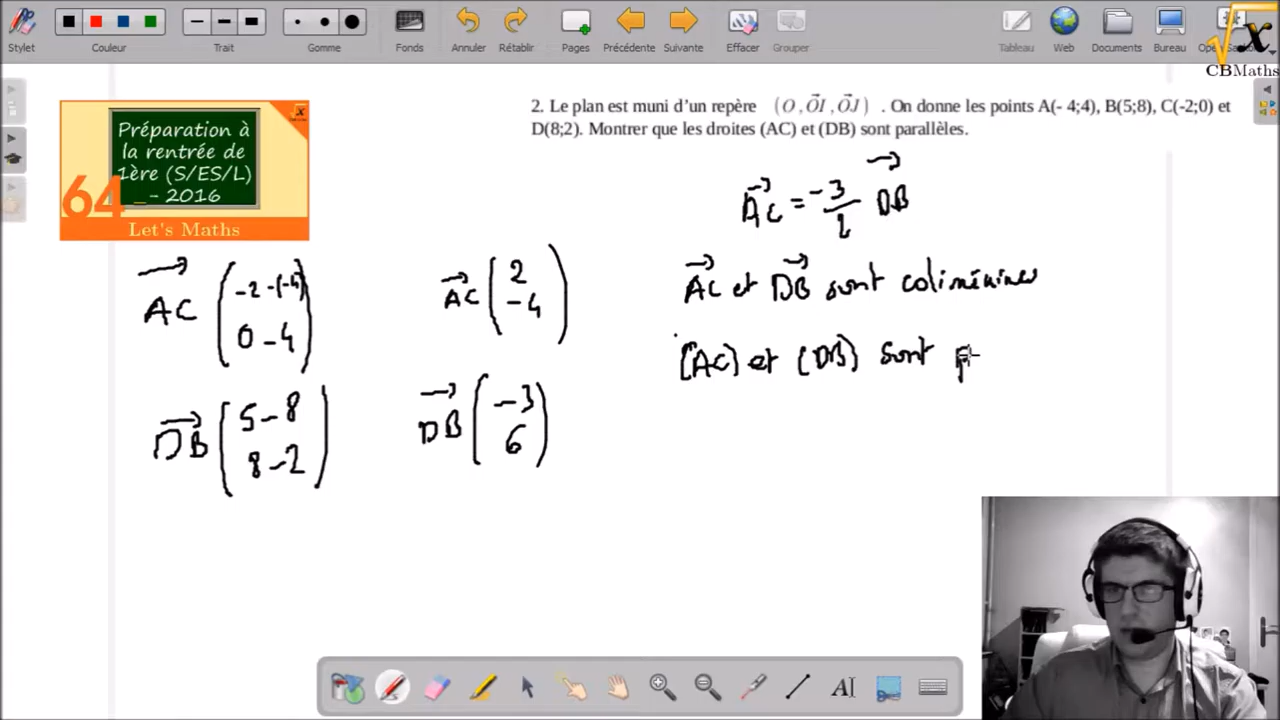 Stylet
Couleur
Trait
Gomme
Fonds
Annuler
Rétablir
Pages
Précédente
Suivante
Effacer
Grouper
Tableau
Web
Documents
Bureau
CBMaths
Préparation à
la rentrée de
1ère (S/ES/L)
_ - 2016
64
Let's Maths
2. Le plan est muni d'un repère (O, OI, OJ) . On donne les points A(- 4;4), B(5;8), C(-2;0) et
D(8;2). Montrer que les droites (AC) et (DB) sont parallèles.
AC (-2-(-4)
0-4)
DB (5-8
8-2)
AC (2
-4)
DB (-3
6)
DB
AC et DB sont coliménires
(AC) et (DB) sont p
AI